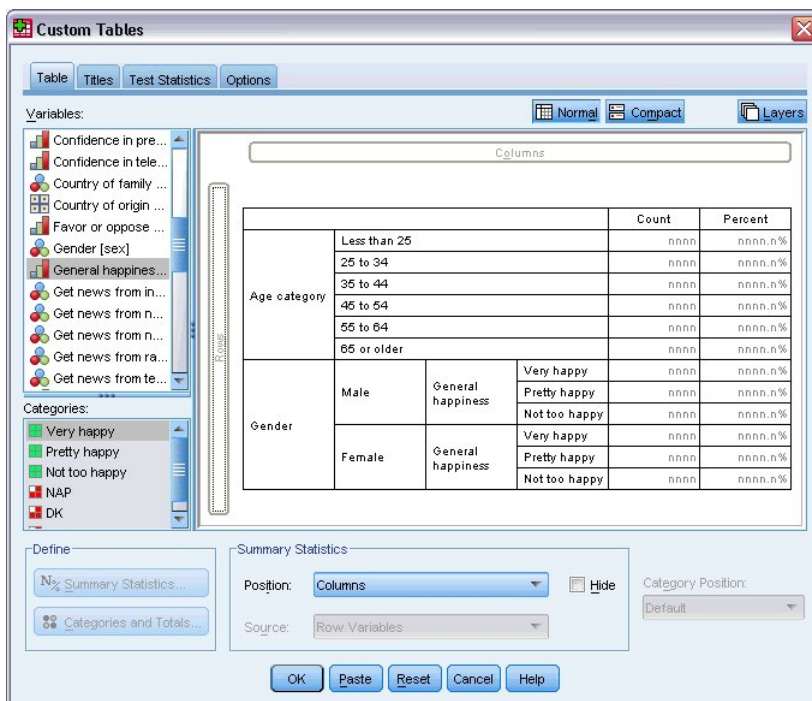 Custom Tables
Table Titles Test Statistics Options
Variables:
Normal Compact Layers
Confidence in pre...
Confidence in tele...
Country of family ...
Country of origin ...
Favor or oppose ...
Gender [sex]
General happines...
Get news from in...
Get news from n...
Get news from n...
Get news from ra...
Get news from te...
Categories:
Very happy
Pretty happy
Not too happy
NAP
DK
Columns
Rows
Count Percent
Age category
Less than 25 nnnn nnnn.n%
25 to 34 nnnn nnnn.n%
35 to 44 nnnn nnnn.n%
45 to 54 nnnn nnnn.n%
55 to 64 nnnn nnnn.n%
65 or older nnnn nnnn.n%
Gender
Male
General
happiness
Very happy nnnn nnnn.n%
Pretty happy nnnn nnnn.n%
Not too happy nnnn nnnn.n%
Female
General
happiness
Very happy nnnn nnnn.n%
Pretty happy nnnn nnnn.n%
Not too happy nnnn nnnn.n%
Define
N% Summary Statistics...
Categories and Totals...
Summary Statistics
Position: Columns Hide
Source: Row Variables
Category Position:
Default
OK Paste Reset Cancel Help